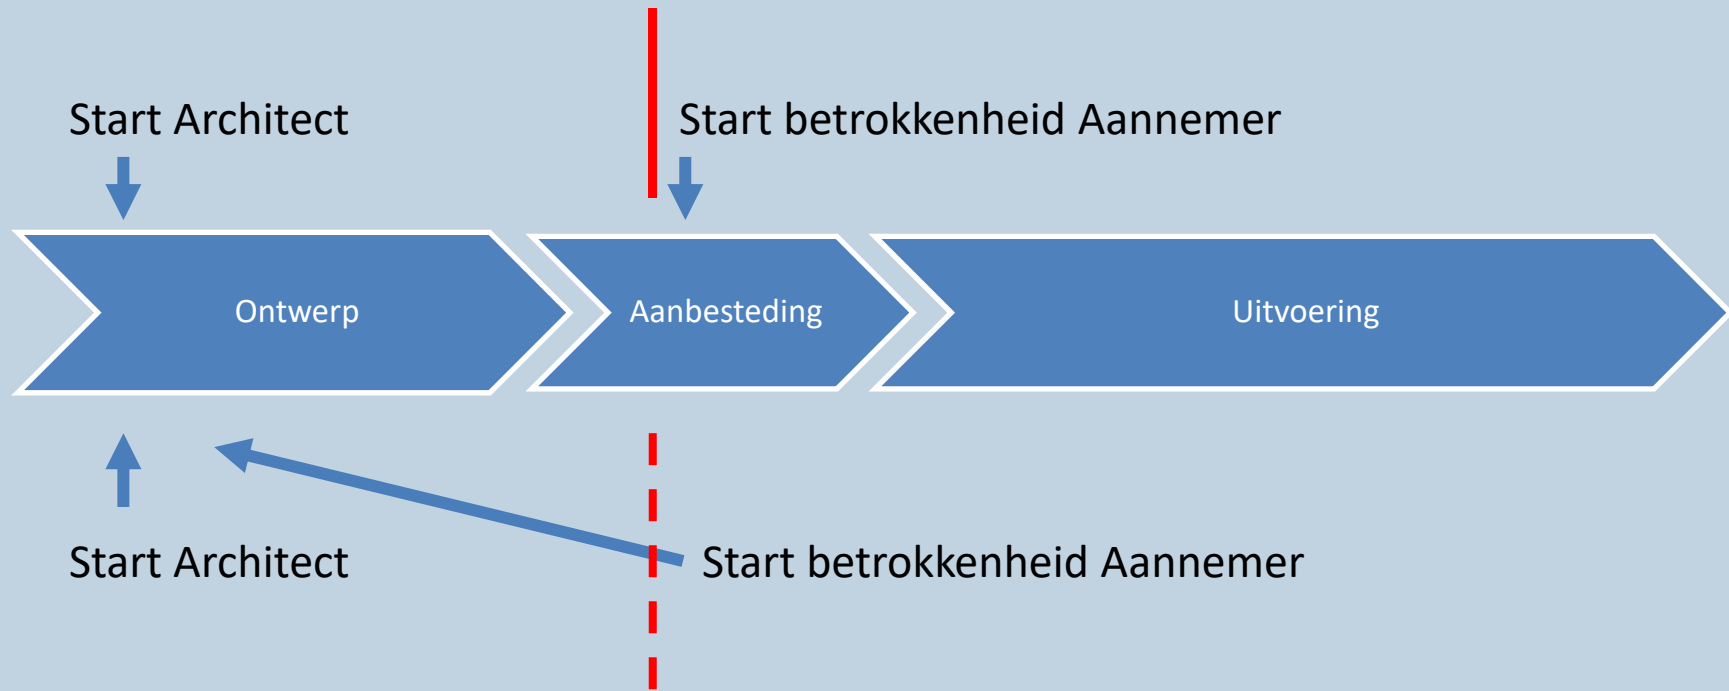 Start Architect
Start betrokkenheid Aannemer
Ontwerp
Aanbesteding
Uitvoering
Start Architect
Start betrokkenheid Aannemer